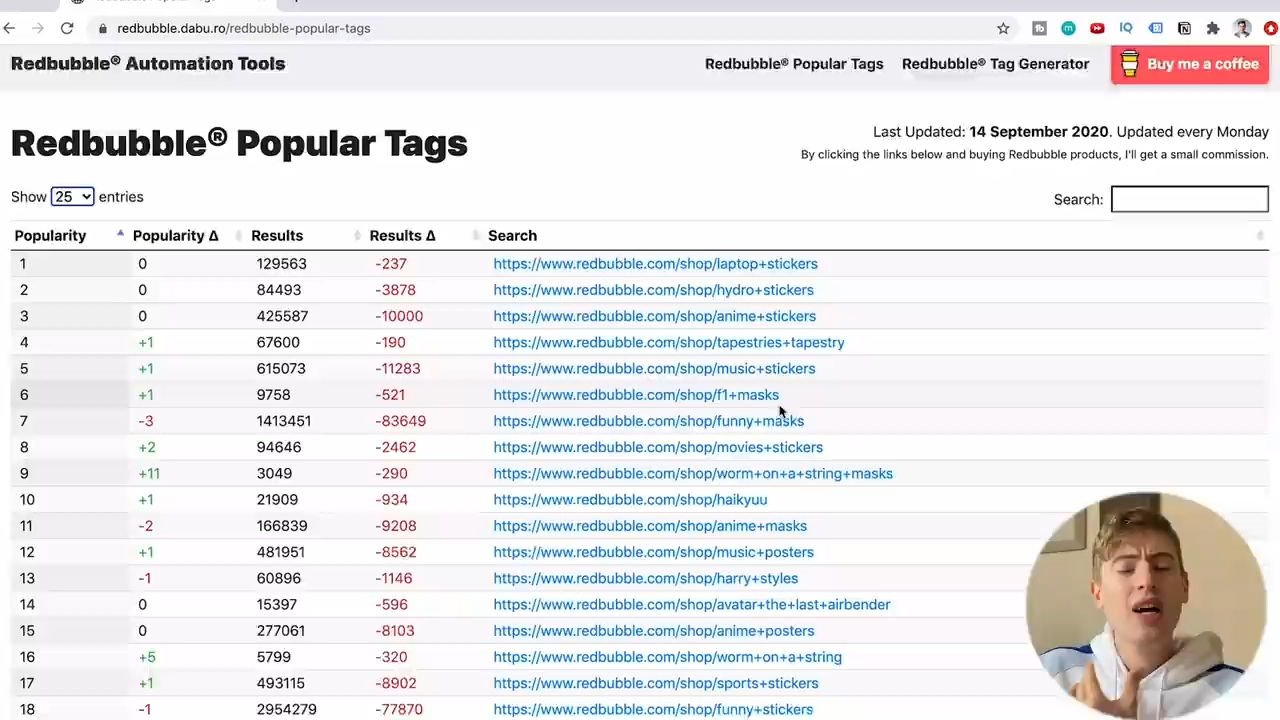 redbubble.dabu.ro/redbubble-popular-tags
Redbubble® Automation Tools
Redbubble® Popular Tags
Redbubble® Tag Generator
Buy me a coffee
Redbubble® Popular Tags
Last Updated: 14 September 2020. Updated every Monday
By clicking the links below and buying Redbubble products, I'll get a small commission.
Show 25 entries
Search:
Popularity Popularity Δ Results Results Δ Search
1 0 129563 -237 https://www.redbubble.com/shop/laptop+stickers
2 0 84493 -3878 https://www.redbubble.com/shop/hydro+stickers
3 0 425587 -10000 https://www.redbubble.com/shop/anime+stickers
4 +1 67600 -190 https://www.redbubble.com/shop/tapestries+tapestry
5 +1 615073 -11283 https://www.redbubble.com/shop/music+stickers
6 +1 9758 -521 https://www.redbubble.com/shop/f1+masks
7 -3 1413451 -83649 https://www.redbubble.com/shop/funny+masks
8 +2 94646 -2462 https://www.redbubble.com/shop/movies+stickers
9 +11 3049 -290 https://www.redbubble.com/shop/worm+on+a+string+masks
10 +1 21909 -934 https://www.redbubble.com/shop/haikyuu
11 -2 166839 -9208 https://www.redbubble.com/shop/anime+masks
12 +1 481951 -8562 https://www.redbubble.com/shop/music+posters
13 -1 60896 -1146 https://www.redbubble.com/shop/harry+styles
14 0 15397 -596 https://www.redbubble.com/shop/avatar+the+last+airbender
15 0 277061 -8103 https://www.redbubble.com/shop/anime+posters
16 +5 5799 -320 https://www.redbubble.com/shop/worm+on+a+string
17 +1 493115 -8902 https://www.redbubble.com/shop/sports+stickers
18 -1 2954279 -77870 https://www.redbubble.com/shop/funny+stickers